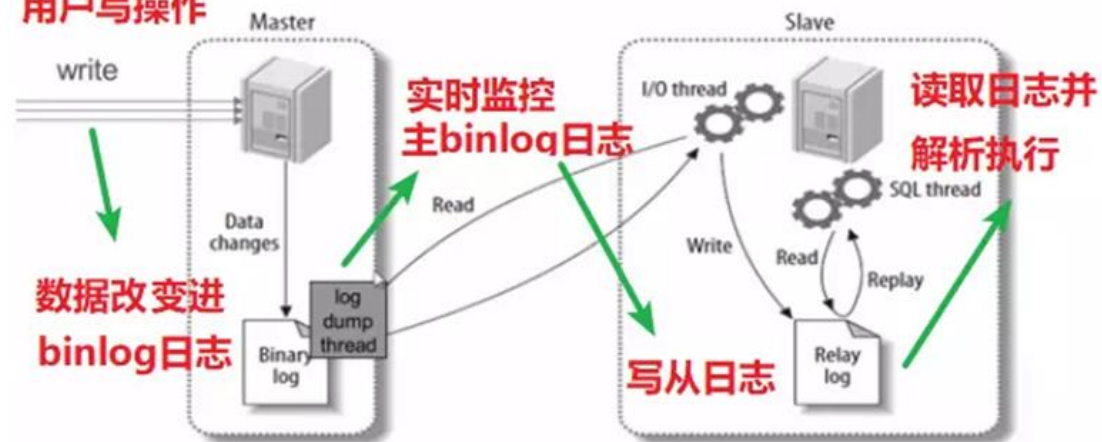 用户写操作
Master
Slave
write
实时监控
主binlog日志
I/O thread
读取日志并
解析执行
SQL thread
Read
Data
changes
Write
Read
Replay
数据改变进
binlog日志
log
dump
thread
Binary
log
写从日志
Relay
log